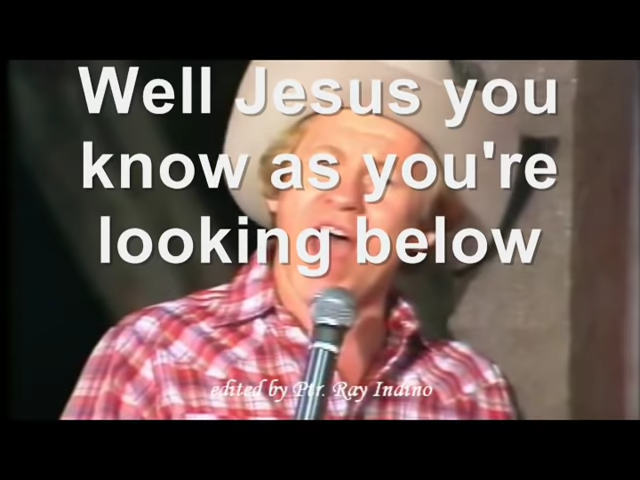 Well Jesus you
know as you're
looking below
edited by Ptr. Ray Indino